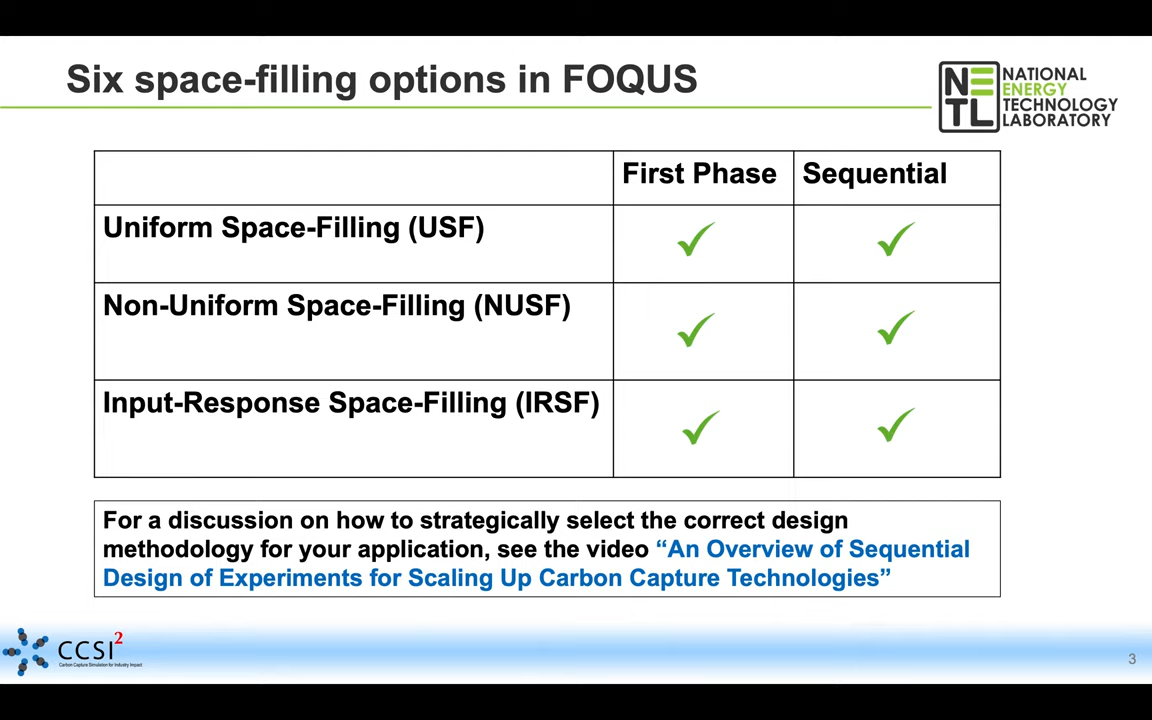 Six space-filling options in FOQUS
NATIONAL
ENERGY
TECHNOLOGY
LABORATORY
NETL
First Phase
Sequential
Uniform Space-Filling (USF)
Non-Uniform Space-Filling (NUSF)
Input-Response Space-Filling (IRSF)
For a discussion on how to strategically select the correct design
methodology for your application, see the video “An Overview of Sequential
Design of Experiments for Scaling Up Carbon Capture Technologies”
CCSI2
Carbon Capture Simulation for Industry Impact
3